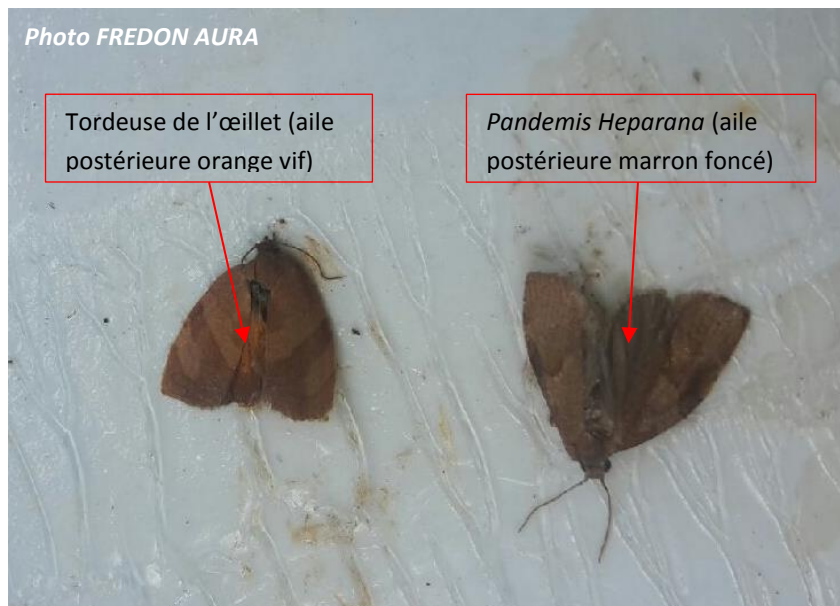 Photo FREDON AURA
Tordeuse de l’œillet (aile
postérieure orange vif)
Pandemis Heparana (aile
postérieure marron foncé)